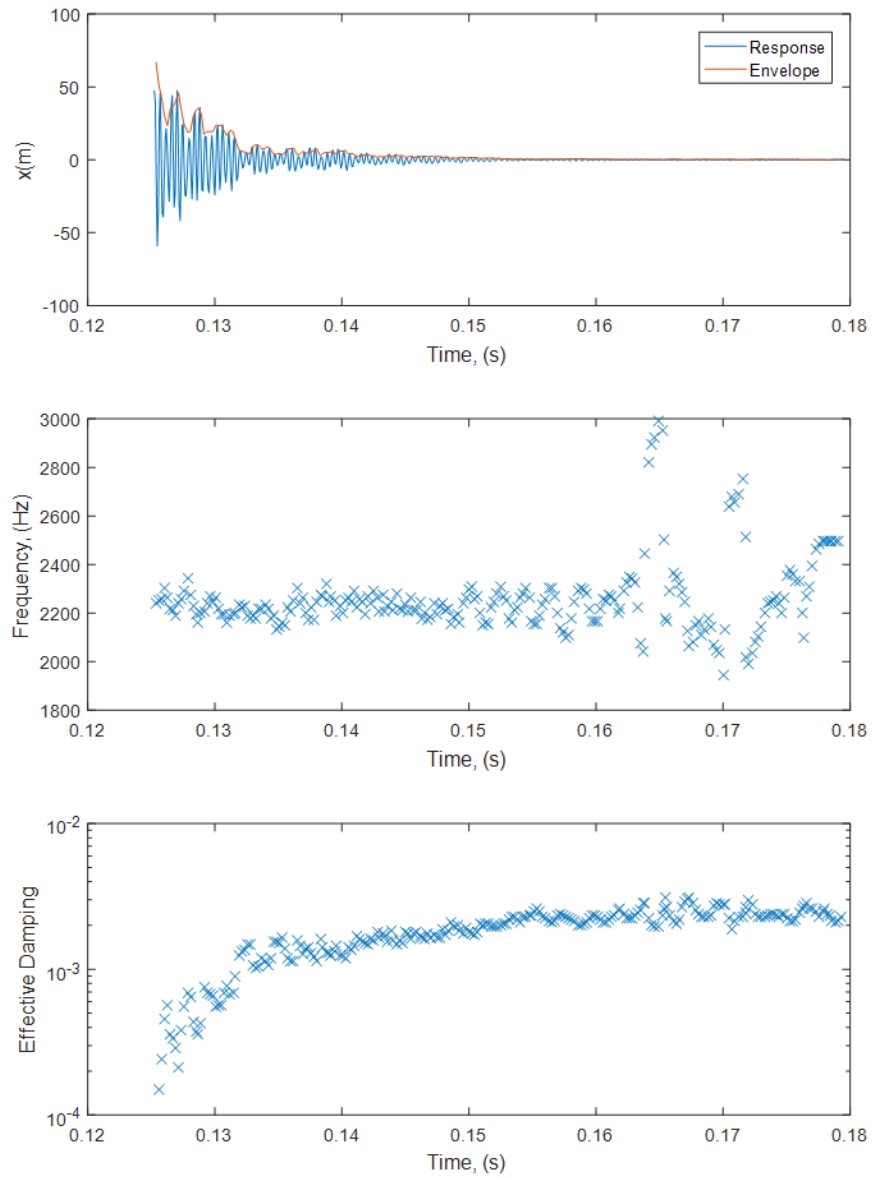 100
50
0
-50
-100
x(m)
Response
Envelope
0.12 0.13 0.14 0.15 0.16 0.17 0.18
Time, (s)
3000
2800
2600
2400
2200
2000
1800
Frequency, (Hz)
0.12 0.13 0.14 0.15 0.16 0.17 0.18
Time, (s)
10-2
10-3
10-4
Effective Damping
0.12 0.13 0.14 0.15 0.16 0.17 0.18
Time, (s)